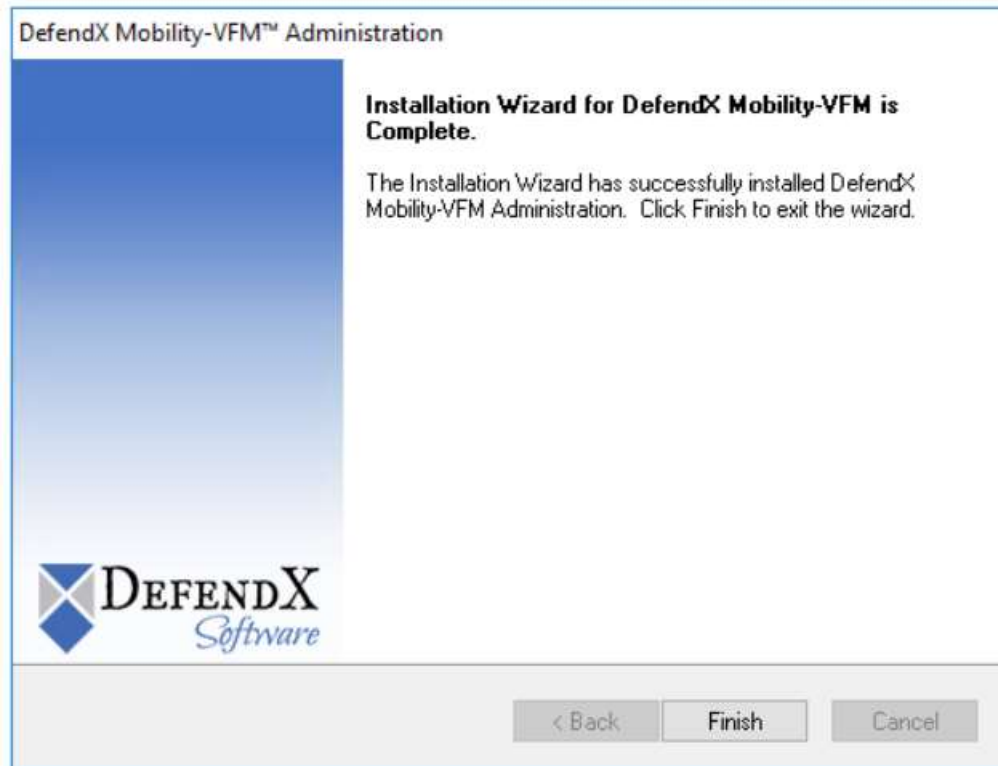 DefendX Mobility-VFM™ Administration
Installation Wizard for DefendX Mobility-VFM is
Complete.
The Installation Wizard has successfully installed DefendX
Mobility-VFM Administration. Click Finish to exit the wizard.
DEFENDX
Software
< Back
Finish
Cancel